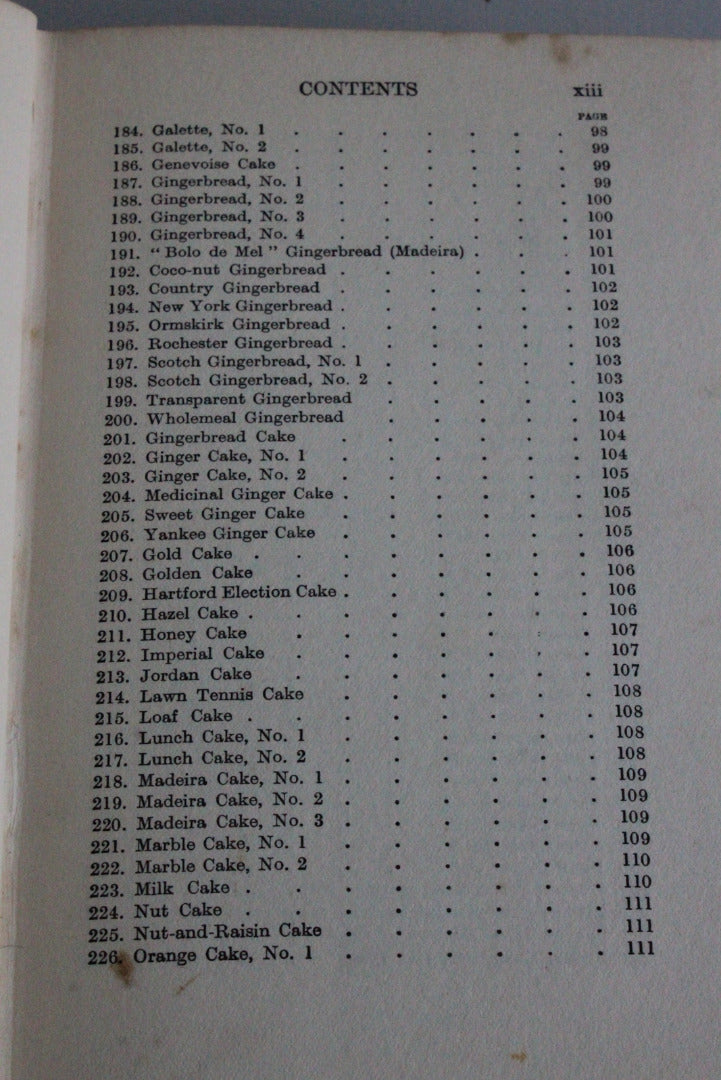 CONTENTS xiii
PAGE
184. Galette, No. 1 . . . . . . . 98
185. Galette, No. 2 . . . . . . . 99
186. Genevoise Cake . . . . . . . 99
187. Gingerbread, No. 1 . . . . . . 99
188. Gingerbread, No. 2 . . . . . . 100
189. Gingerbread, No. 3 . . . . . . 100
190. Gingerbread, No. 4 . . . . . . 101
191. " Bolo de Mel " Gingerbread (Madeira) . . . 101
192. Coco-nut Gingerbread . . . . . . 101
193. Country Gingerbread . . . . . . 102
194. New York Gingerbread . . . . . . 102
195. Ormskirk Gingerbread . . . . . . 102
196. Rochester Gingerbread . . . . . . 103
197. Scotch Gingerbread, No. 1 . . . . . 103
198. Scotch Gingerbread, No. 2 . . . . . 103
199. Transparent Gingerbread . . . . . 103
200. Wholemeal Gingerbread . . . . . 104
201. Gingerbread Cake . . . . . . 104
202. Ginger Cake, No. 1 . . . . . . 104
203. Ginger Cake, No. 2 . . . . . . 105
204. Medicinal Ginger Cake . . . . . . 105
205. Sweet Ginger Cake . . . . . . 105
206. Yankee Ginger Cake . . . . . . 105
207. Gold Cake . . . . . . . . 106
208. Golden Cake . . . . . . . 106
209. Hartford Election Cake . . . . . . 106
210. Hazel Cake . . . . . . . . 106
211. Honey Cake . . . . . . . 107
212. Imperial Cake . . . . . . . 107
213. Jordan Cake . . . . . . . 107
214. Lawn Tennis Cake . . . . . . 108
215. Loaf Cake . . . . . . . . 108
216. Lunch Cake, No. 1 . . . . . . 108
217. Lunch Cake, No. 2 . . . . . . 108
218. Madeira Cake, No. 1 . . . . . . 109
219. Madeira Cake, No. 2 . . . . . . 109
220. Madeira Cake, No. 3 . . . . . . 109
221. Marble Cake, No. 1 . . . . . . 109
222. Marble Cake, No. 2 . . . . . . 110
223. Milk Cake . . . . . . . . 110
224. Nut Cake . . . . . . . . 111
225. Nut-and-Raisin Cake . . . . . . 111
226. Orange Cake, No. 1 . . . . . . 111